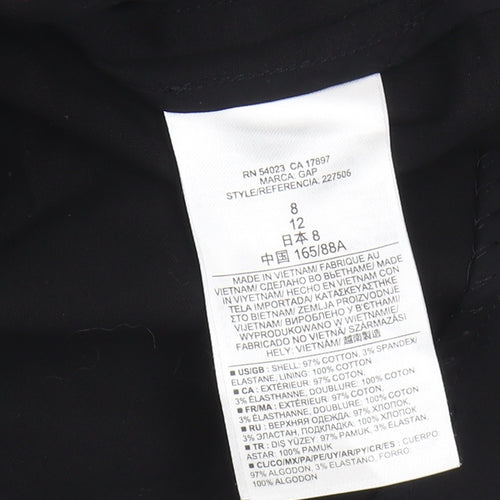 RN 54023 CA 17897
MARCA: GAP
STYLE/REFERENCIA: 227506
8
12
日本 8
中国 165/88A
MADE IN VIETNAM/ FABRIQUE AU
VIETNAM/ СДЕЛАНО ВО ВЬЕТНАМЕ/ MADE
IN VIYETNAM/ HECHO EN VIETNAM CON
TELA IMPORTADA/ ΚΑΤΑΣΚΕΥΑΣΤΗΚΕ
ΣΤΟ ΒΙΕΤΝΑΜ/ ZEMLJA PROIZVODNJE
VIJETNAM/ ВИРОБЛЕНО У В'ЄТНАМІ/
WYPRODUKOWANO W WIETNAMIE/
FABRICADO NO VIETNÃ/ SZÁRMAZÁSI
HELY: VIETNAM/ 越南製造
■ US/GB : SHELL: 97% COTTON, 3% SPANDEX/
ELASTANE, LINING: 100% COTTON
■ CA : EXTÉRIEUR: 97% COTON,
3% ÉLASTHANNE, DOUBLURE: 100% COTON
■ FR/MA : EXTÉRIEUR: 97% COTON,
3% ÉLASTHANNE, DOUBLURE: 100% COTON
■ RU : ВЕРХНЯЯ ОДЕЖДА: 97% ХЛОПОК,
3% ЭЛАСТАН, ПОДКЛАДКА: 100% ХЛОПОК
■ TR : DIŞ YÜZEY: 97% PAMUK, 3% ELASTAN,
ASTAR: 100% PAMUK
■ CL/CO/MX/PA/PE/UY/AR/PY/CR/ES : CUERPO:
97% ALGODÓN, 3% ELASTANO, FORRO:
100% ALGODÓN